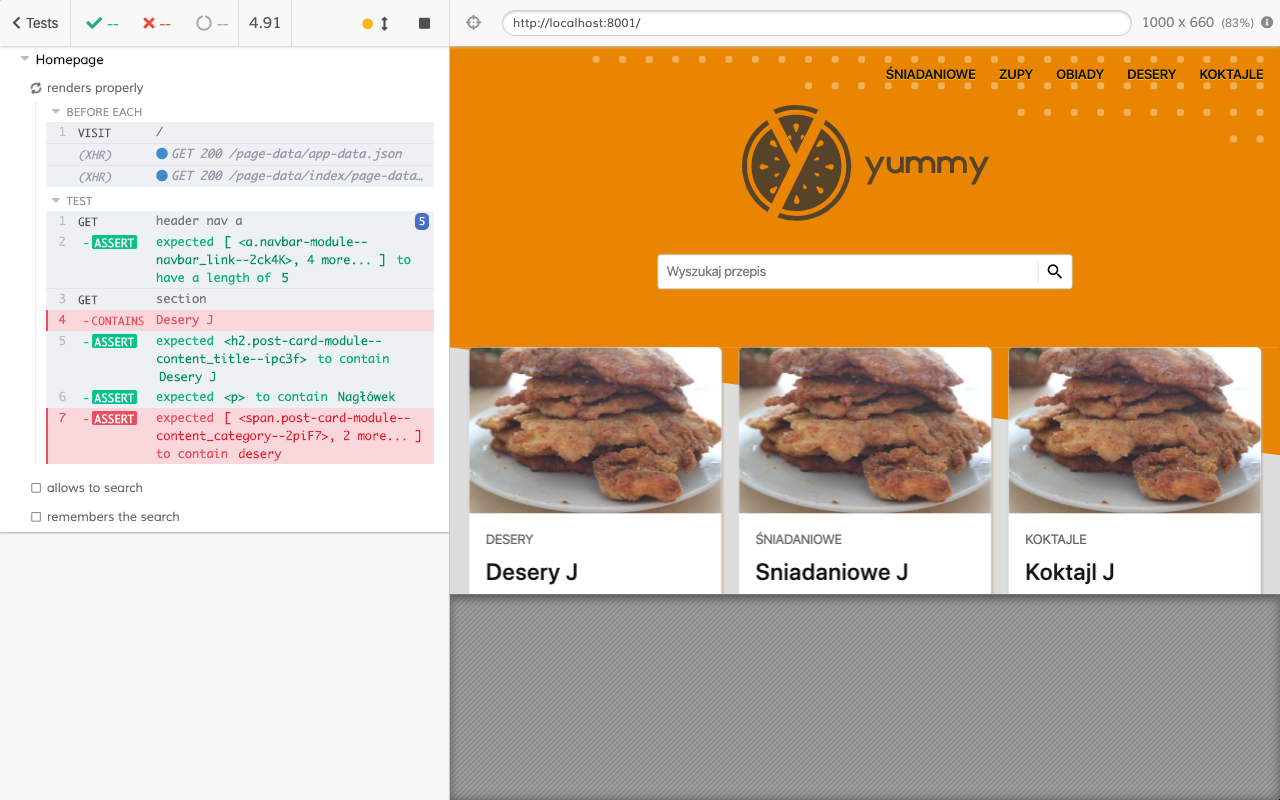 Tests
--
--
--
4.91
http://localhost:8001/
1000 x 660 (83%)
Homepage
renders properly
BEFORE EACH
1 VISIT /
(XHR) GET 200 /page-data/app-data.json
(XHR) GET 200 /page-data/index/page-data…
TEST
1 GET header nav a 5
2 -ASSERT expected [ <a.navbar-module--
navbar_link--2ck4K>, 4 more... ] to
have a length of 5
3 GET section
4 -CONTAINS Desery J
5 -ASSERT expected <h2.post-card-module--
content_title--ipc3f> to contain
Desery J
6 -ASSERT expected <p> to contain Nagłówek
7 -ASSERT expected [ <span.post-card-module--
content_category--2piF7>, 2 more... ]
to contain desery
allows to search
remembers the search
ŚNIADANIOWE ZUPY OBIADY DESERY KOKTAJLE
yummy
Wyszukaj przepis
DESERY
Desery J
ŚNIADANIOWE
Sniadaniowe J
KOKTAJLE
Koktajl J